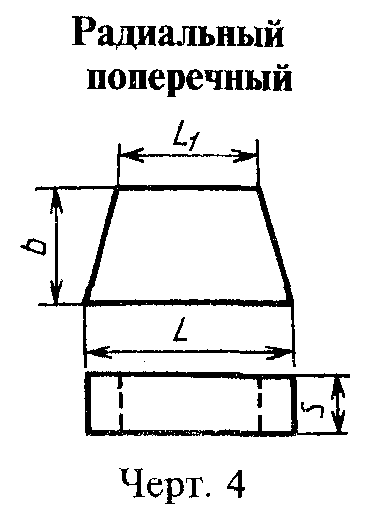 Радиальный
поперечный
L₁
b
L
S
Черт. 4